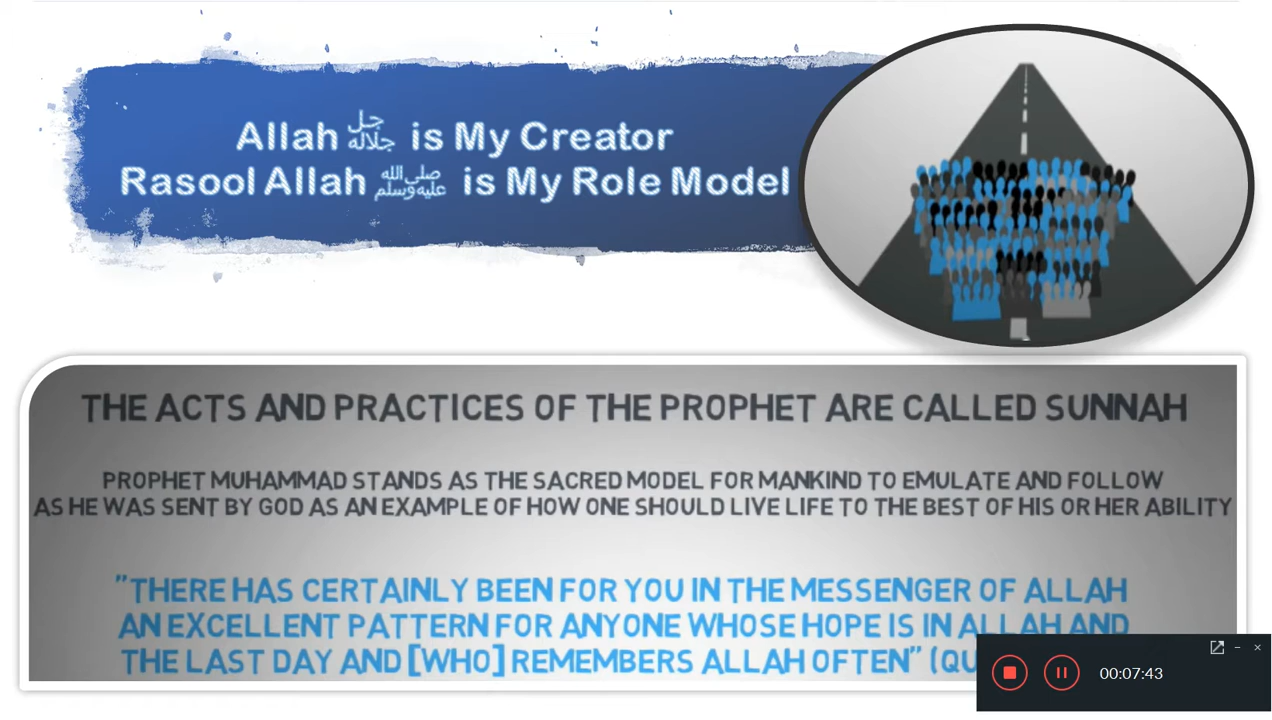 Allah جل جلاله is My Creator
Rasool Allah صلى الله عليه وسلم is My Role Model
THE ACTS AND PRACTICES OF THE PROPHET ARE CALLED SUNNAH
PROPHET MUHAMMAD STANDS AS THE SACRED MODEL FOR MANKIND TO EMULATE AND FOLLOW
AS HE WAS SENT BY GOD AS AN EXAMPLE OF HOW ONE SHOULD LIVE LIFE TO THE BEST OF HIS OR HER ABILITY
"THERE HAS CERTAINLY BEEN FOR YOU IN THE MESSENGER OF ALLAH
AN EXCELLENT PATTERN FOR ANYONE WHOSE HOPE IS IN ALLAH AND
THE LAST DAY AND [WHO] REMEMBERS ALLAH OFTEN" (QU
00:07:43